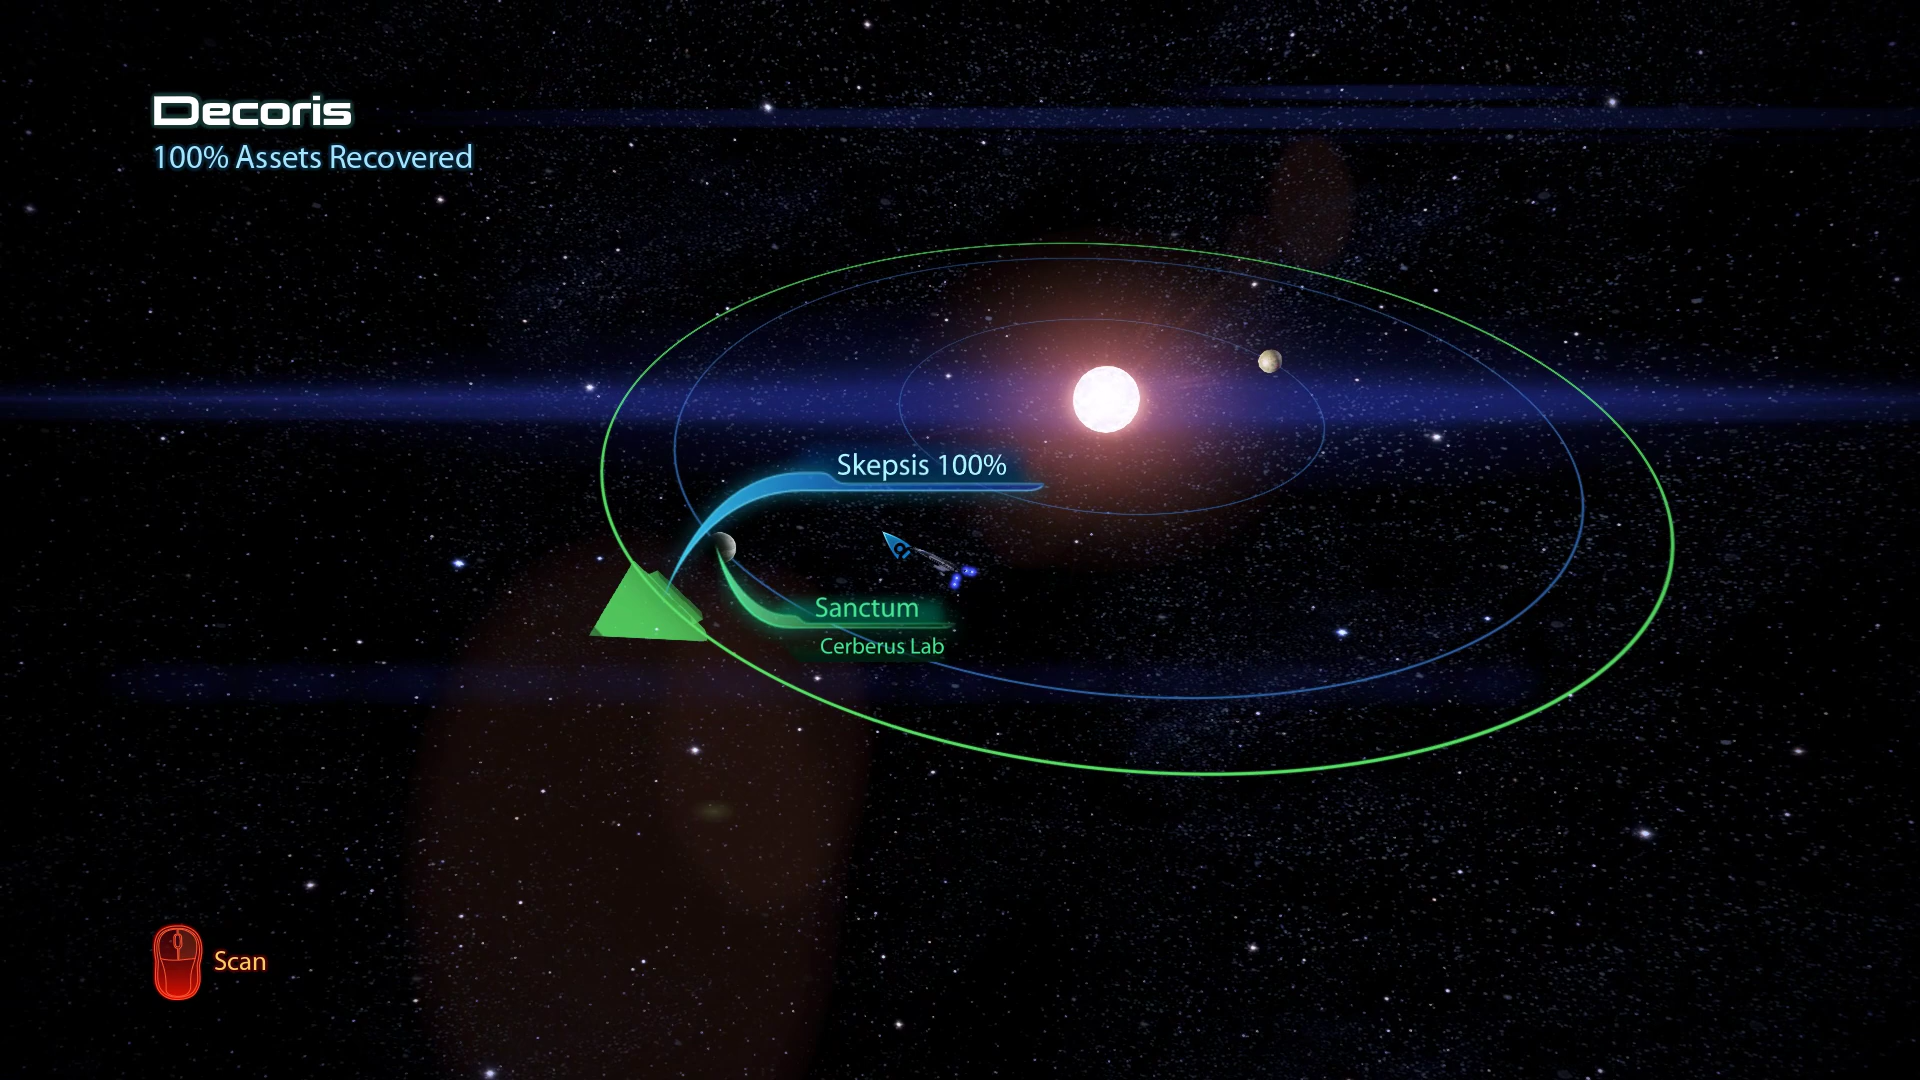 Decoris
100% Assets Recovered
Skepsis 100%
Sanctum
Cerberus Lab
Scan